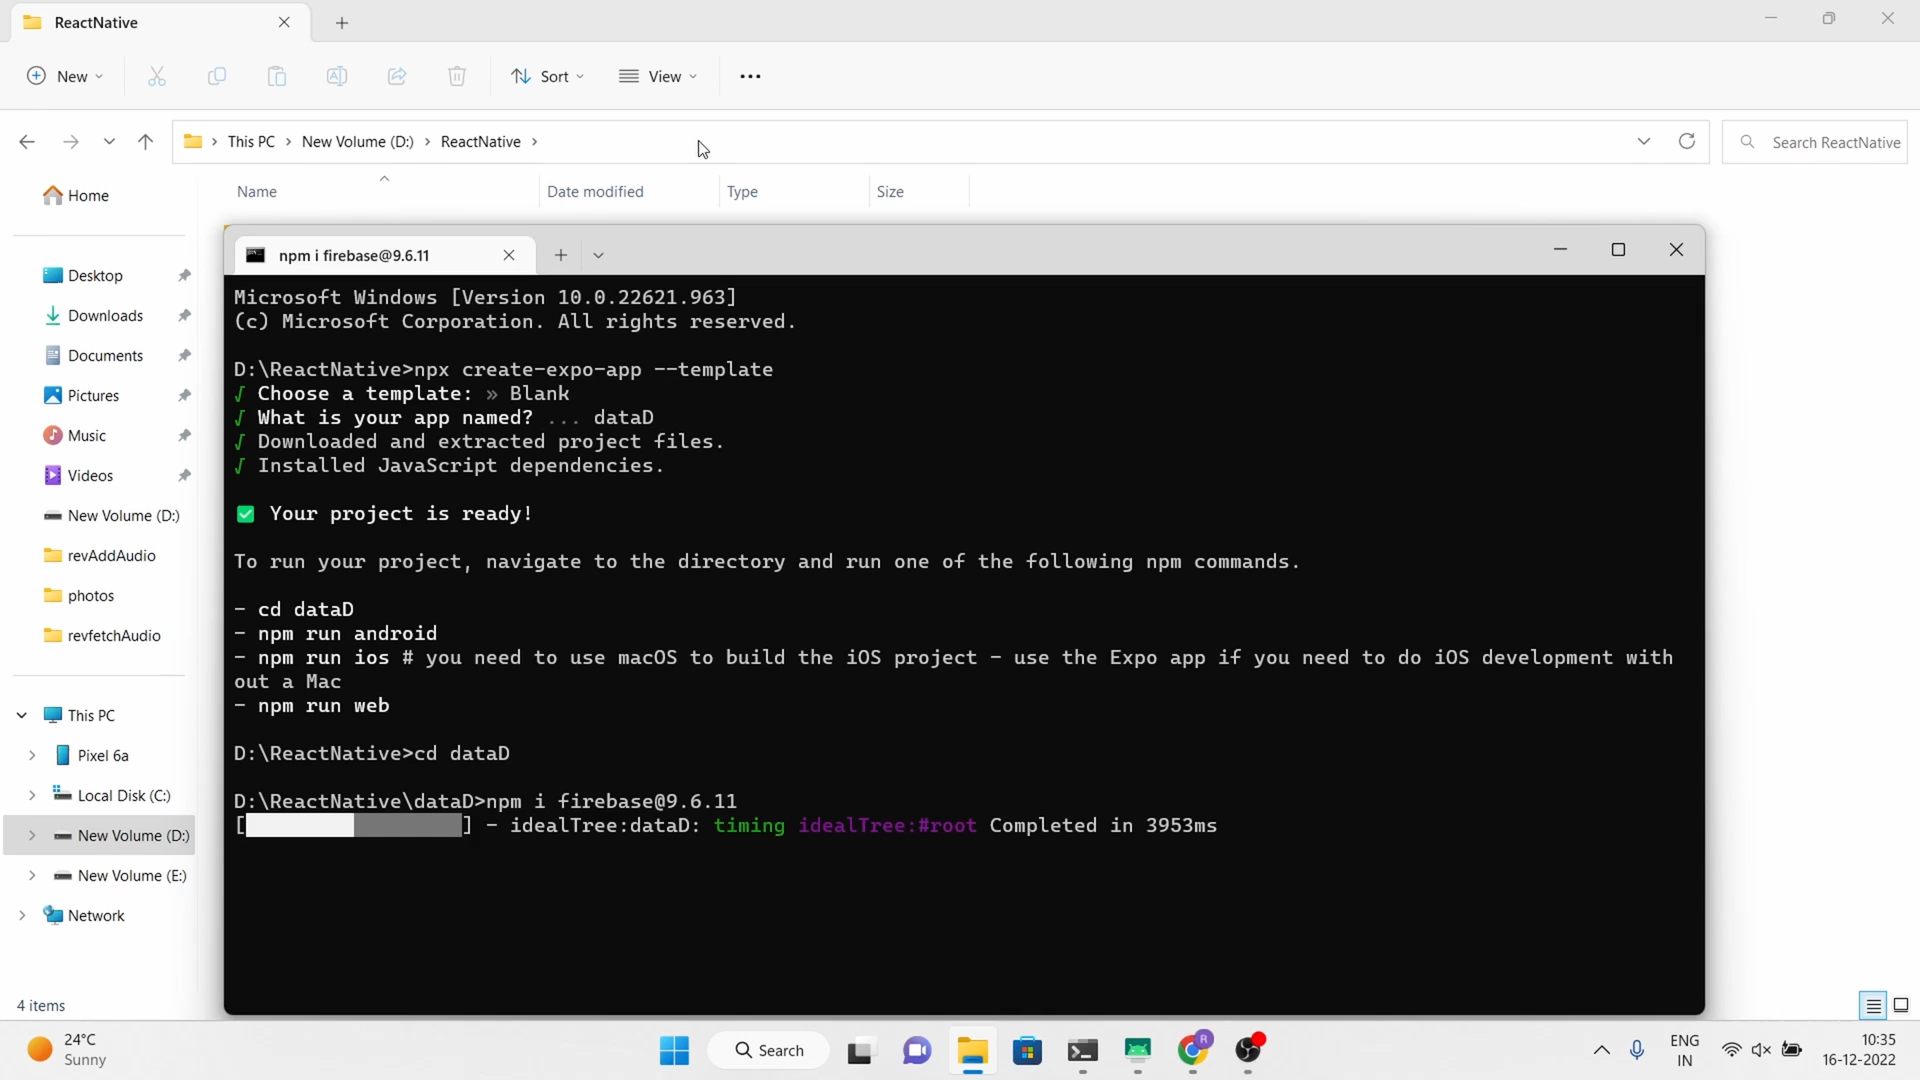 ReactNative
New
Sort
View
This PC
New Volume (D:)
ReactNative
Search ReactNative
Name
Date modified
Type
Size
Home
Desktop
Downloads
Documents
Pictures
Music
Videos
New Volume (D:)
revAddAudio
photos
revfetchAudio
This PC
Pixel 6a
Local Disk (C:)
New Volume (D:)
New Volume (E:)
Network
4 items
npm i firebase@9.6.11
Microsoft Windows [Version 10.0.22621.963]
(c) Microsoft Corporation. All rights reserved.
D:\ReactNative>npx create-expo-app --template
√ Choose a template: » Blank
√ What is your app named? ... dataD
√ Downloaded and extracted project files.
√ Installed JavaScript dependencies.
✅ Your project is ready!
To run your project, navigate to the directory and run one of the following npm commands.
- cd dataD
- npm run android
- npm run ios # you need to use macOS to build the iOS project - use the Expo app if you need to do iOS development with
out a Mac
- npm run web
D:\ReactNative>cd dataD
D:\ReactNative\dataD>npm i firebase@9.6.11
[ ] - idealTree:dataD: timing idealTree:#root Completed in 3953ms
24°C
Sunny
Search
R
ENG
IN
10:35
16-12-2022